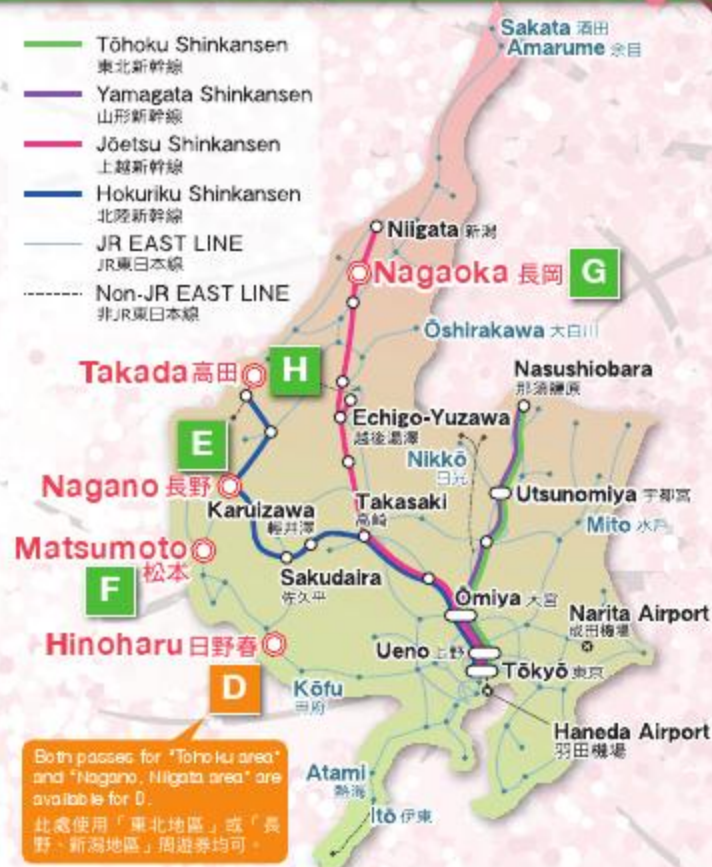 Tōhoku Shinkansen
東北新幹線
Yamagata Shinkansen
山形新幹線
Jōetsu Shinkansen
上越新幹線
Hokuriku Shinkansen
北陸新幹線
JR EAST LINE
JR東日本線
Non-JR EAST LINE
非JR東日本線
Sakata 酒田
Amarume 余目
Niigata 新潟
Nagaoka 長岡 G
Ōshirakawa 大白川
Takada 高田 H
Nasushiobara
那須鹽原
Echigo-Yuzawa
越後湯澤
E
Nikkō
日光
Nagano 長野
Utsunomiya 宇都宮
Karuizawa
輕井澤
Takasaki
高崎
Mito 水戶
Matsumoto
松本
F
Sakudaira
佐久平
Ōmiya 大宮
Narita Airport
成田機場
Hinoharu 日野春
Ueno 上野
Tōkyō 東京
D
Kōfu
甲府
Haneda Airport
羽田機場
Both passes for "Tohoku area"
and "Nagano, Niigata area" are
available for D.
此處使用「東北地區」或「長
野、新潟地區」周遊券均可。
Atami
熱海
Itō 伊東